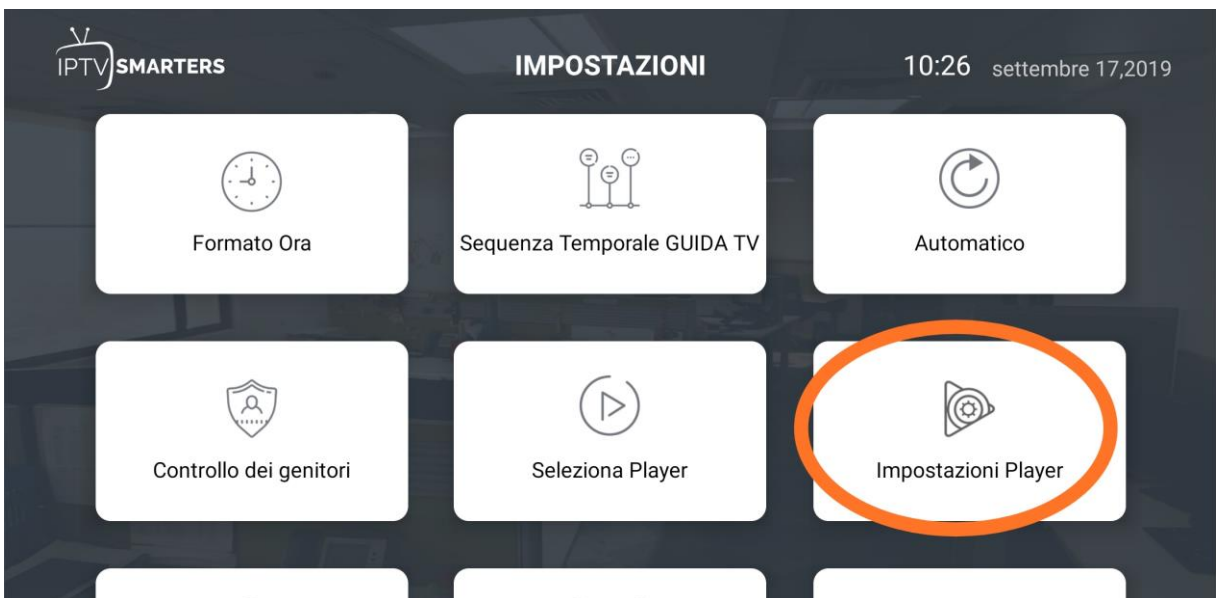 IPTV SMARTERS
IMPOSTAZIONI
10:26 settembre 17,2019
Formato Ora
Sequenza Temporale GUIDA TV
Automatico
Controllo dei genitori
Seleziona Player
Impostazioni Player